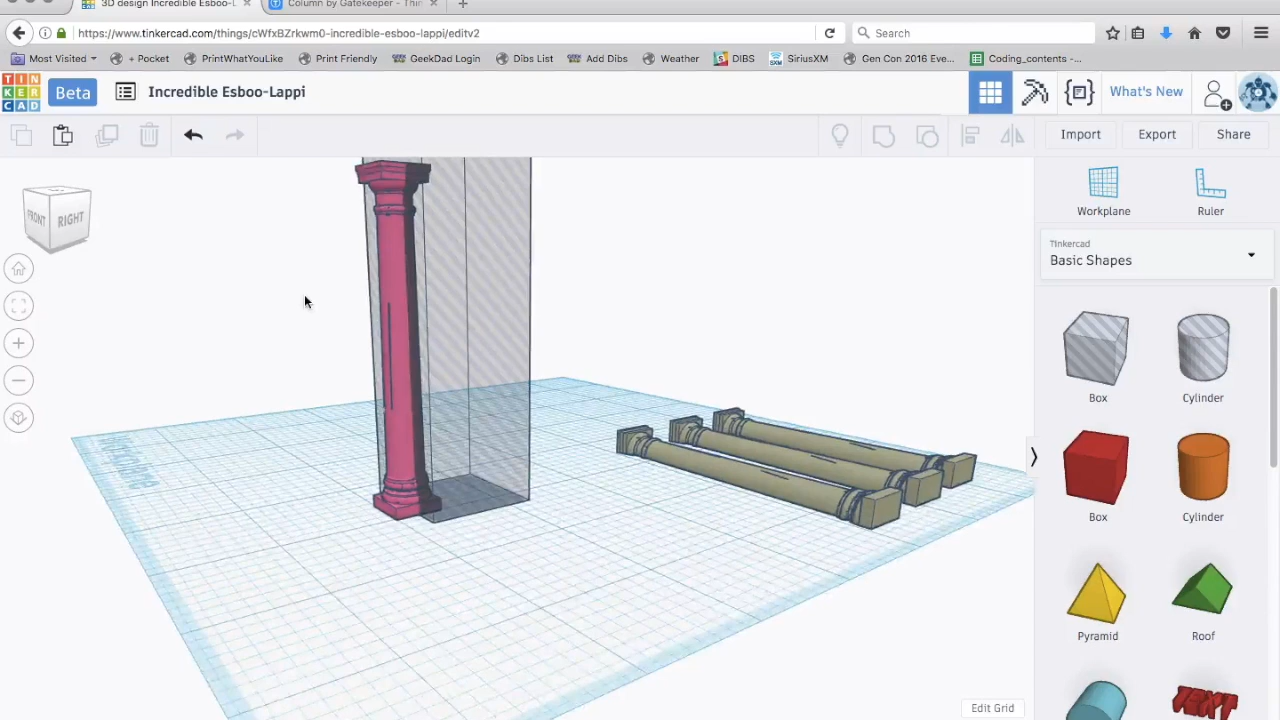 3D design Incredible Esboo-L
Column by Gatekeeper - Thin
https://www.tinkercad.com/things/cWfxBZrkwm0-incredible-esboo-lappi/editv2
Search
Most Visited
+ Pocket
PrintWhatYouLike
Print Friendly
GeekDad Login
Dibs List
Add Dibs
Weather
DIBS
SiriusXM
Gen Con 2016 Eve...
Coding_contents -...
TIN
KER
CAD
Beta
Incredible Esboo-Lappi
What's New
Import
Export
Share
FRONT
RIGHT
Workplane
Ruler
Tinkercad
Basic Shapes
Box
Cylinder
Box
Cylinder
Pyramid
Roof
TEXT
Edit Grid